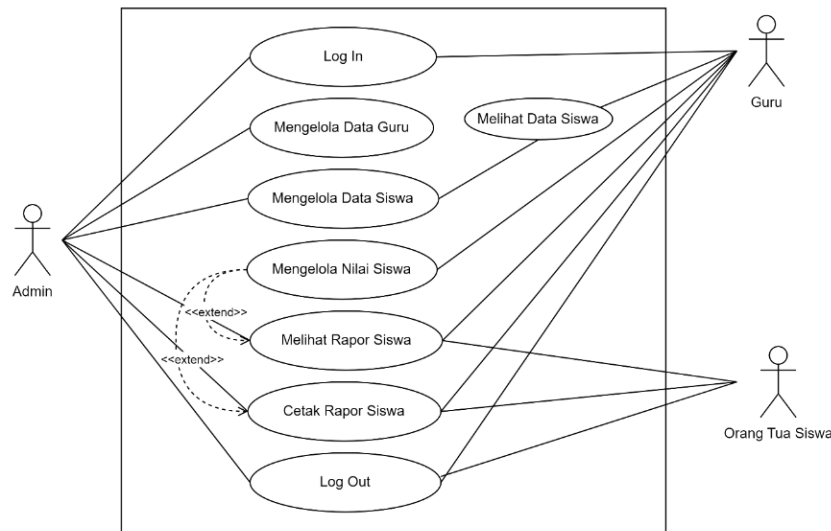 Log In
Guru
Mengelola Data Guru
Melihat Data Siswa
Mengelola Data Siswa
Admin
Mengelola Nilai Siswa
<<extend>>
Melihat Rapor Siswa
<<extend>>
Cetak Rapor Siswa
Orang Tua Siswa
Log Out